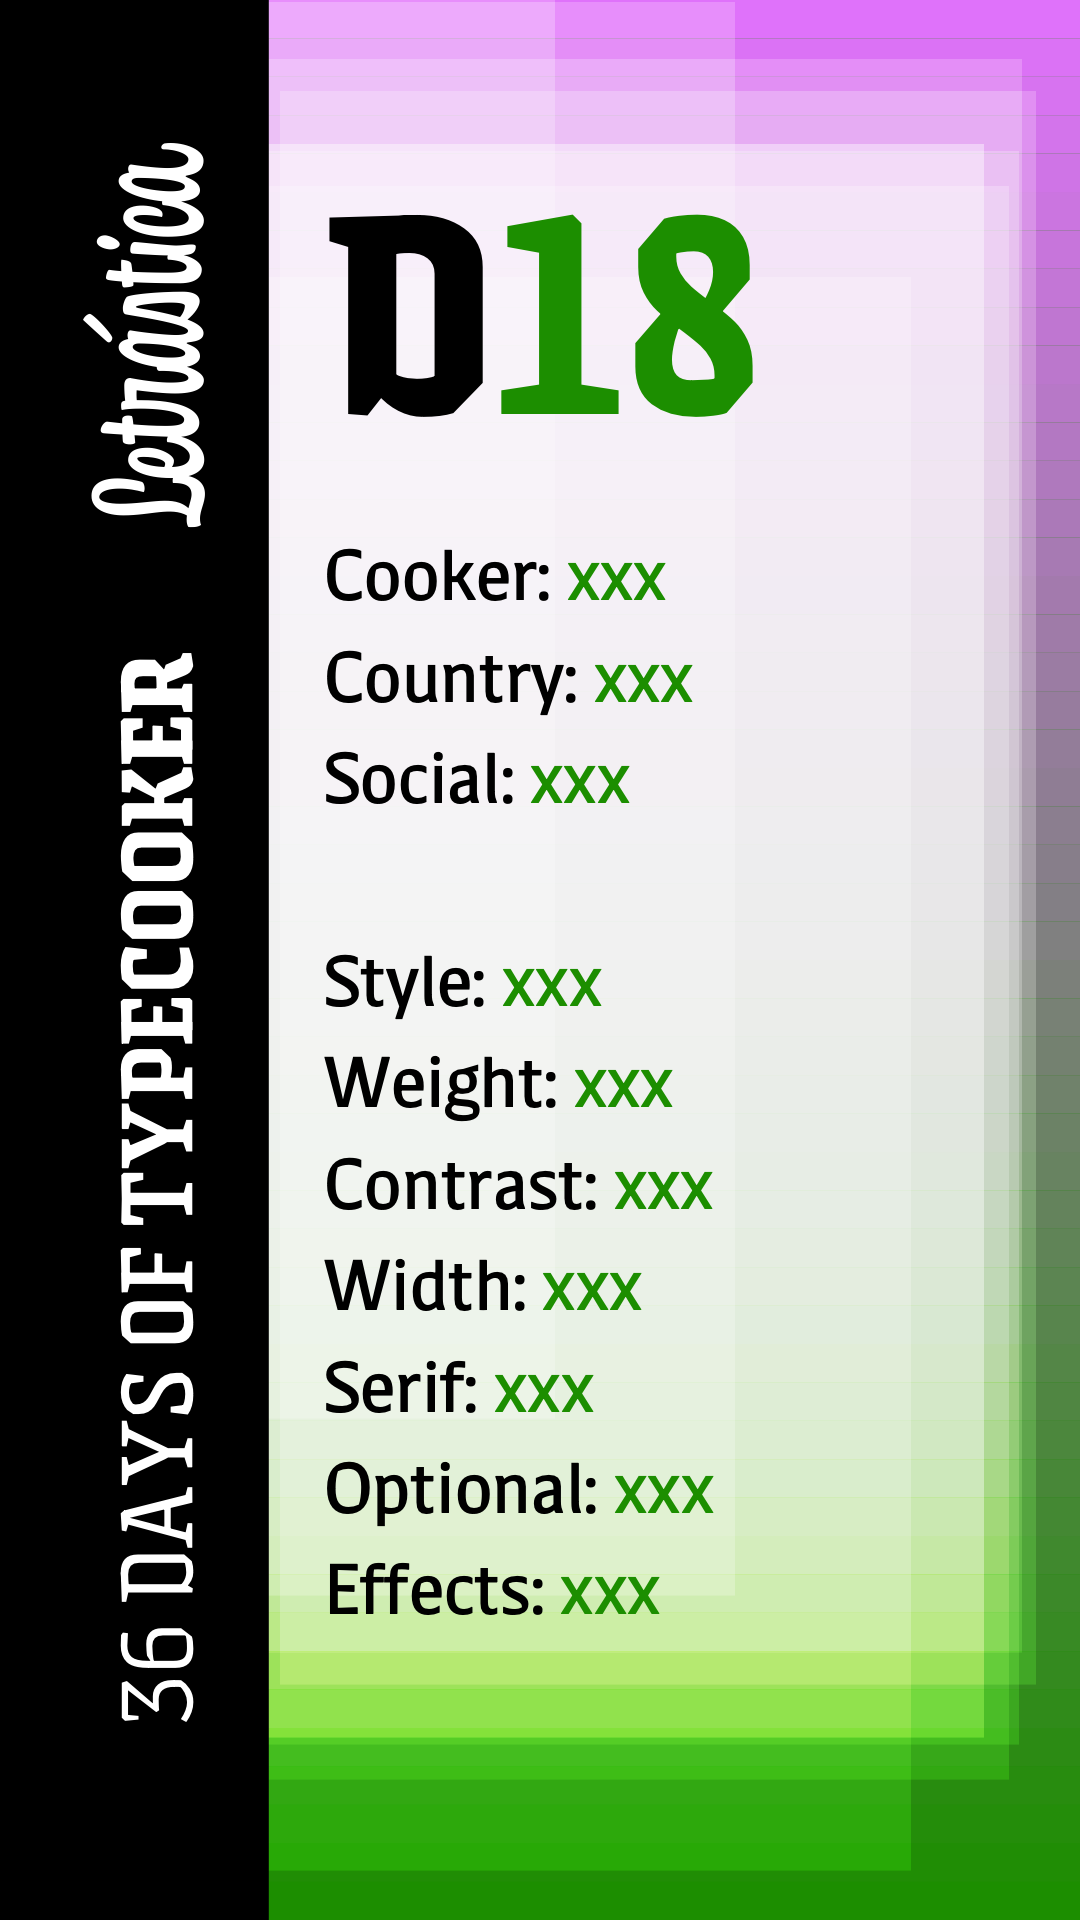 Letrástica
36 DAYS OF TYPECOOKER
D18
Cooker: xxx
Country: xxx
Social: xxx
Style: xxx
Weight: xxx
Contrast: xxx
Width: xxx
Serif: xxx
Optional: xxx
Effects: xxx